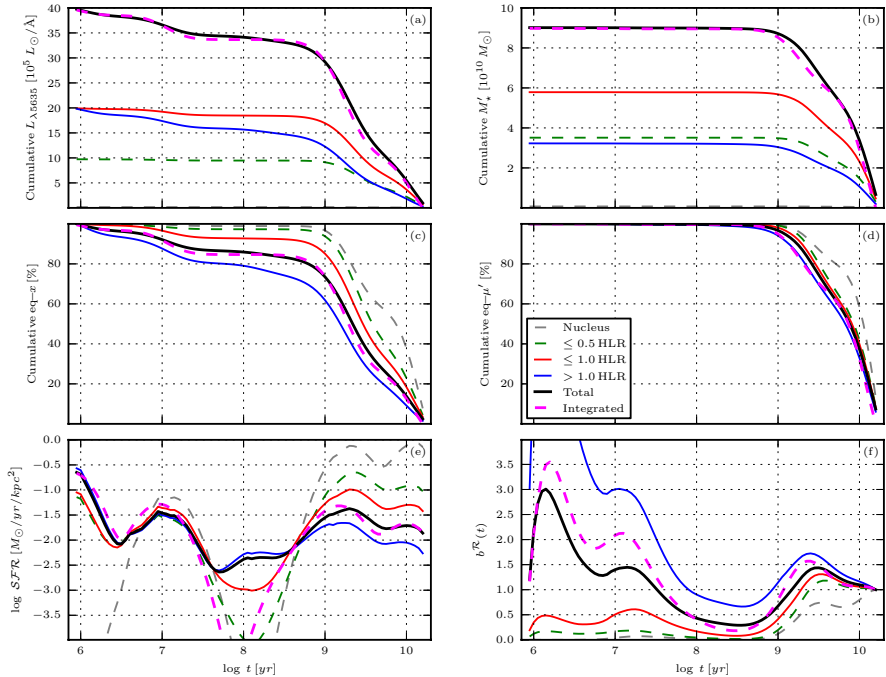 40
35
30
25
20
15
10
5
Cumulative L_λ5635 [10^5 L_⊙/Å]
(a)
10
8
6
4
2
Cumulative M′_⋆ [10^10 M_⊙]
(b)
80
60
40
20
Cumulative eq–x [%]
(c)
80
60
40
20
Cumulative eq–μ′ [%]
(d)
Nucleus
≤ 0.5 HLR
≤ 1.0 HLR
> 1.0 HLR
Total
Integrated
0.0
−0.5
−1.0
−1.5
−2.0
−2.5
−3.0
−3.5
log SFR [M_⊙/yr/kpc^2]
(e)
6 7 8 9 10
log t [yr]
3.5
3.0
2.5
2.0
1.5
1.0
0.5
0.0
b^R(t)
(f)
6 7 8 9 10
log t [yr]